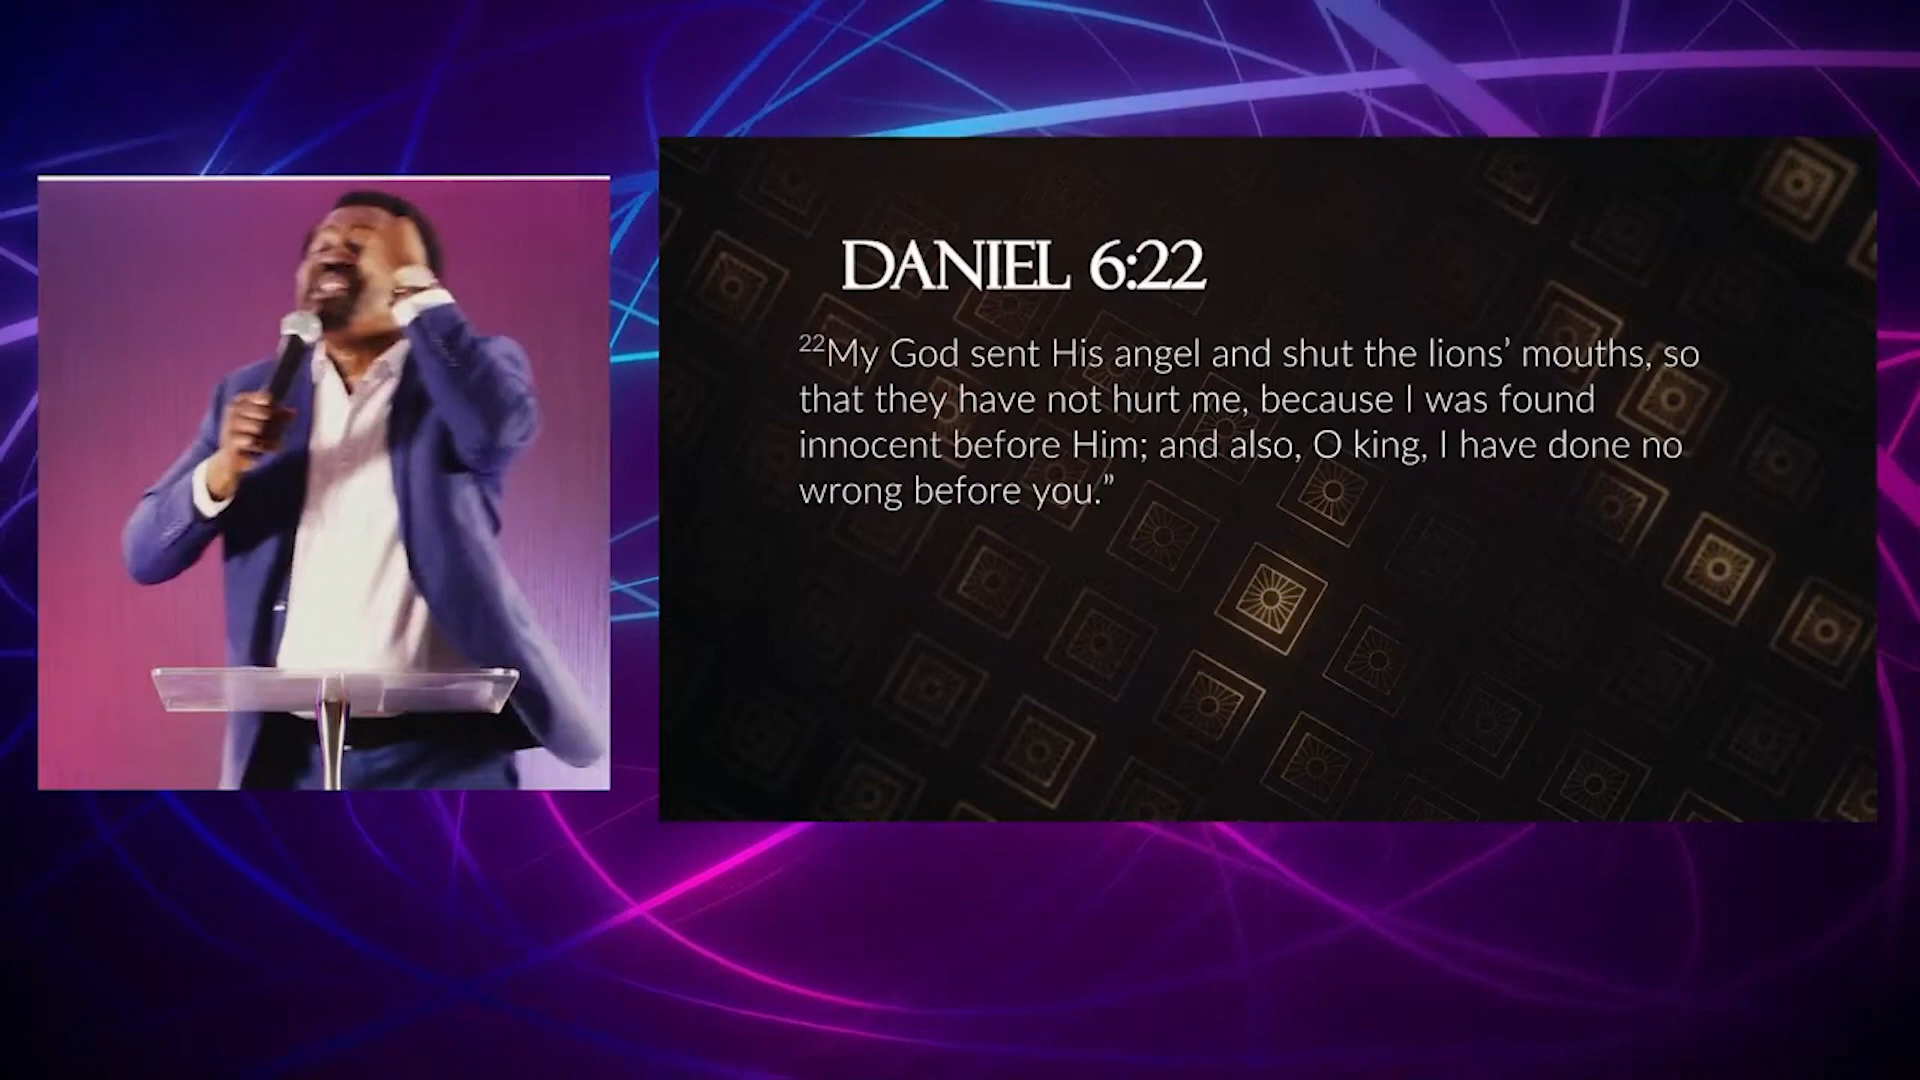 DANIEL 6:22
22My God sent His angel and shut the lions’ mouths, so
that they have not hurt me, because I was found
innocent before Him; and also, O king, I have done no
wrong before you.”